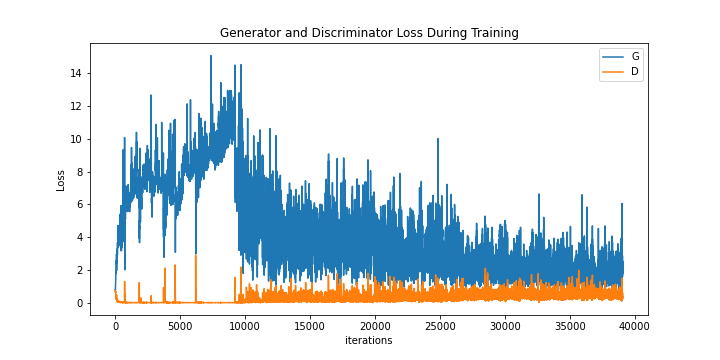 Generator and Discriminator Loss During Training
G
D
Loss
14
12
10
8
6
4
2
0
0 5000 10000 15000 20000 25000 30000 35000 40000
iterations